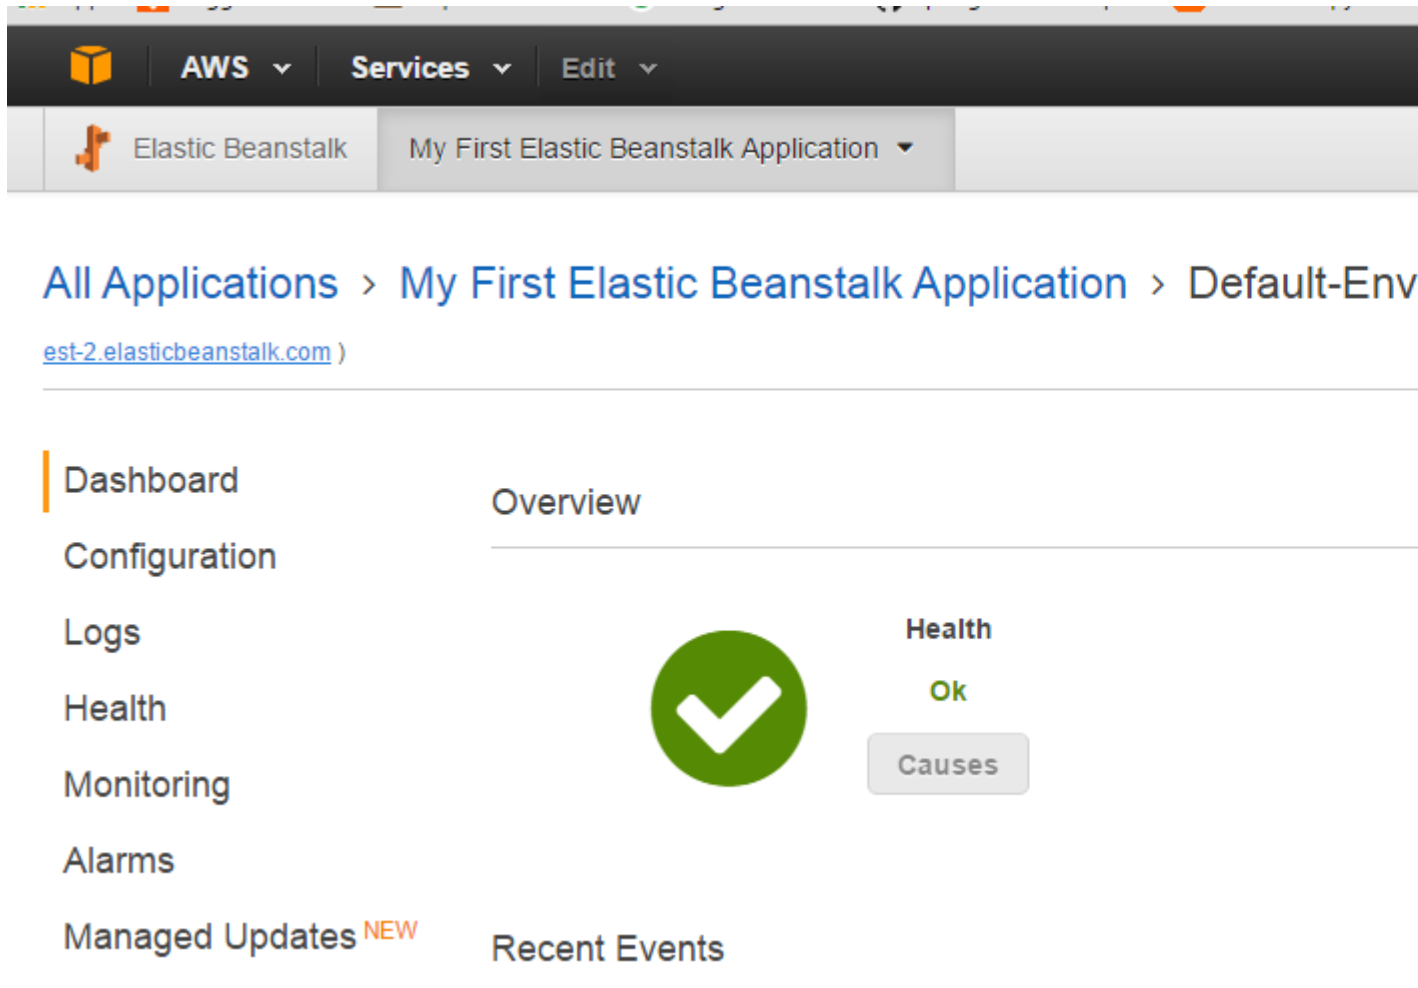 AWS Services Edit
Elastic Beanstalk My First Elastic Beanstalk Application
All Applications > My First Elastic Beanstalk Application > Default-Env
est-2.elasticbeanstalk.com )
Dashboard
Configuration
Logs
Health
Monitoring
Alarms
Managed Updates NEW
Overview
Health
Ok
Causes
Recent Events